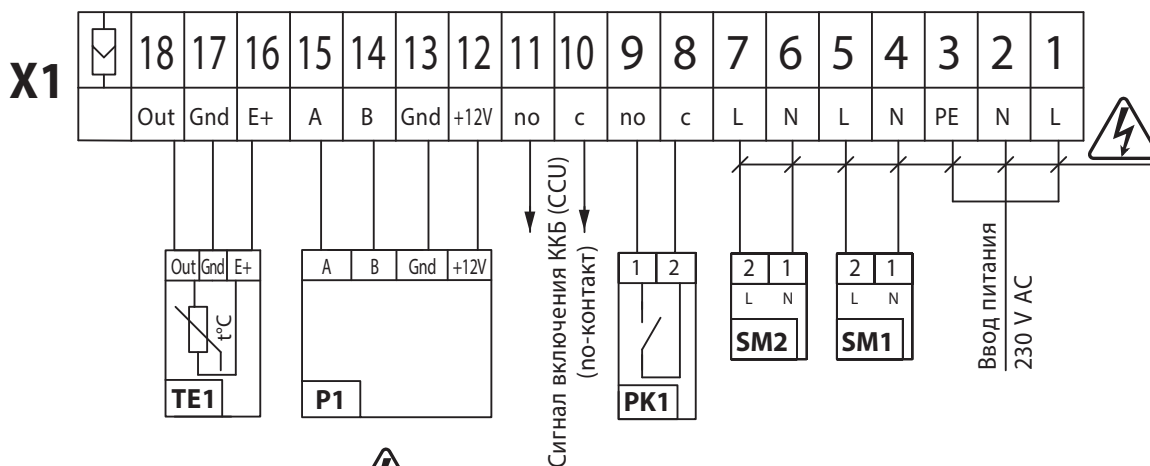 X1
18 17 16 15 14 13 12 11 10 9 8 7 6 5 4 3 2 1
Out Gnd E+ A B Gnd +12V no c no c L N L N PE N L
Out Gnd E+
t°C
TE1
A B Gnd +12V
P1
Сигнал включения ККБ (CCU)
(no-контакт)
1 2
PK1
2 1
L N
SM2
2 1
L N
SM1
Ввод питания
230 V AC